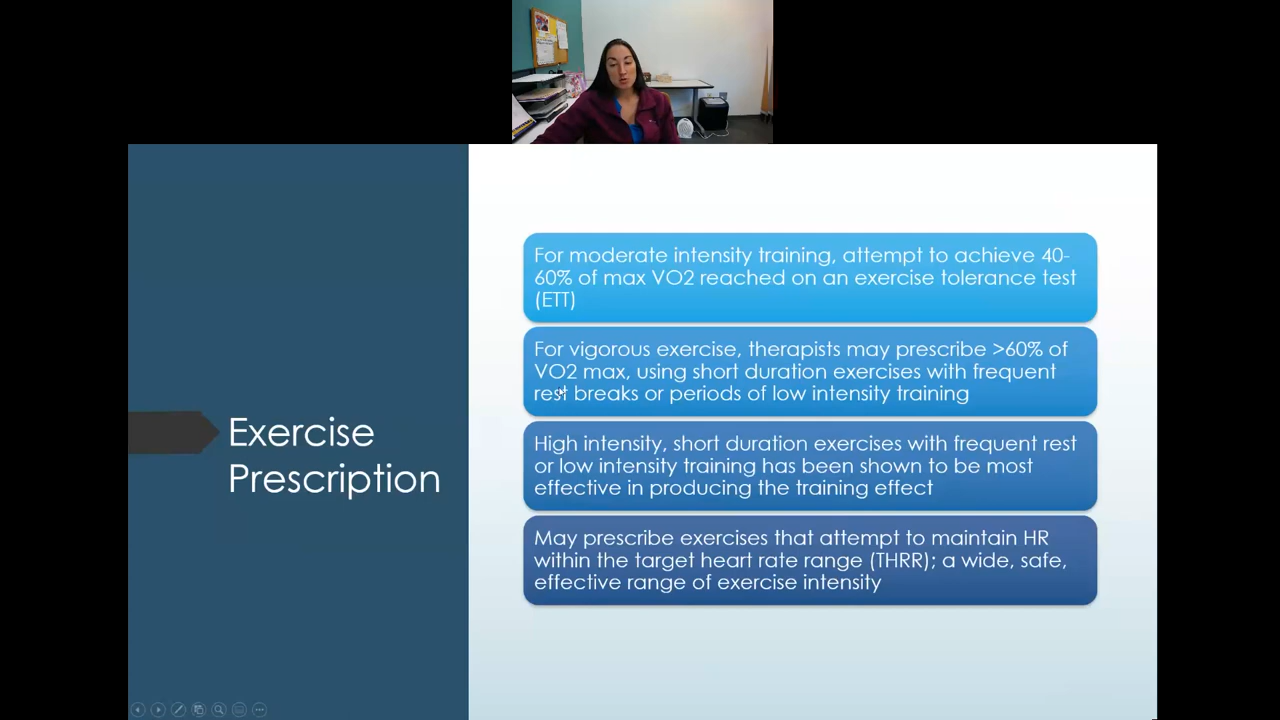 Exercise
Prescription
For moderate intensity training, attempt to achieve 40-
60% of max VO2 reached on an exercise tolerance test
(ETT)
For vigorous exercise, therapists may prescribe >60% of
VO2 max, using short duration exercises with frequent
rest breaks or periods of low intensity training
High intensity, short duration exercises with frequent rest
or low intensity training has been shown to be most
effective in producing the training effect
May prescribe exercises that attempt to maintain HR
within the target heart rate range (THRR); a wide, safe,
effective range of exercise intensity